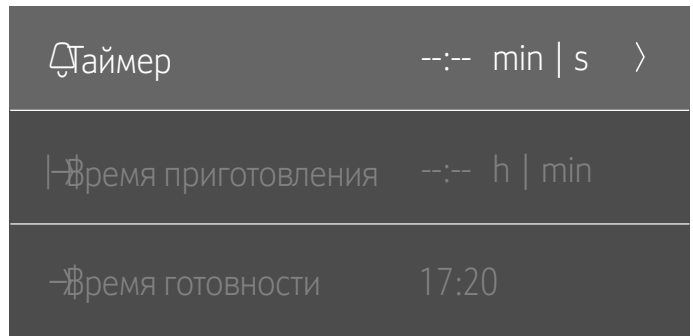 Таймер --:-- min | s
Время приготовления --:-- h | min
Время готовности 17:20